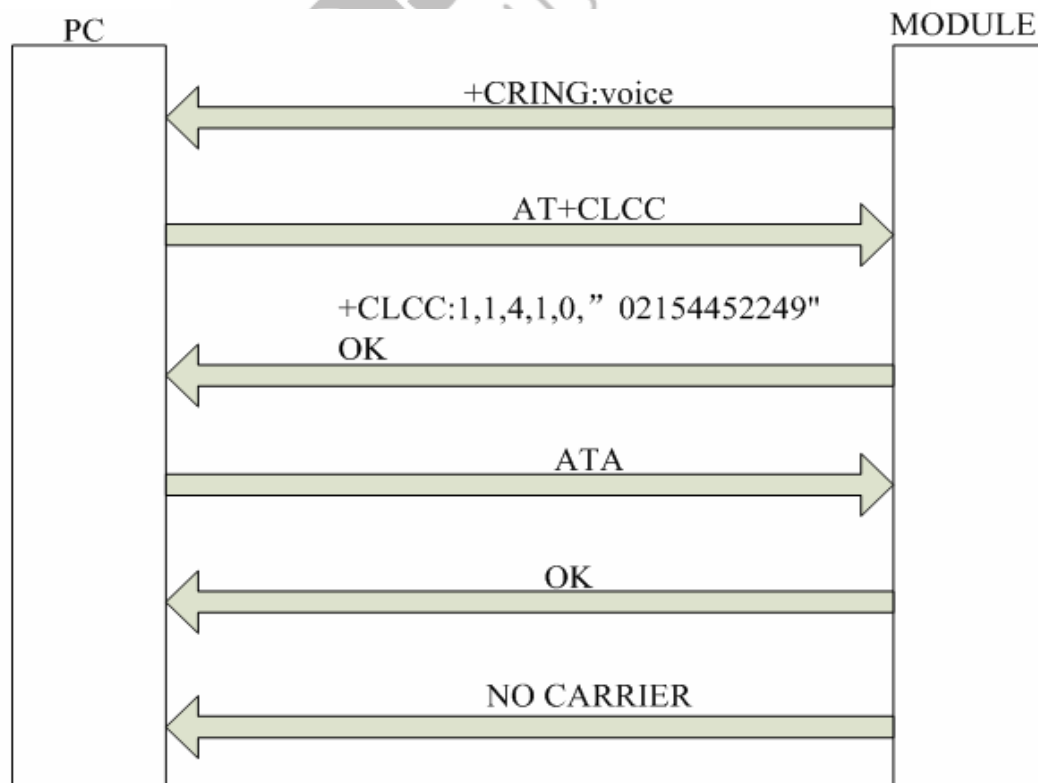 PC
MODULE
+CRING:voice
AT+CLCC
+CLCC:1,1,4,1,0,” 02154452249"
OK
ATA
OK
NO CARRIER